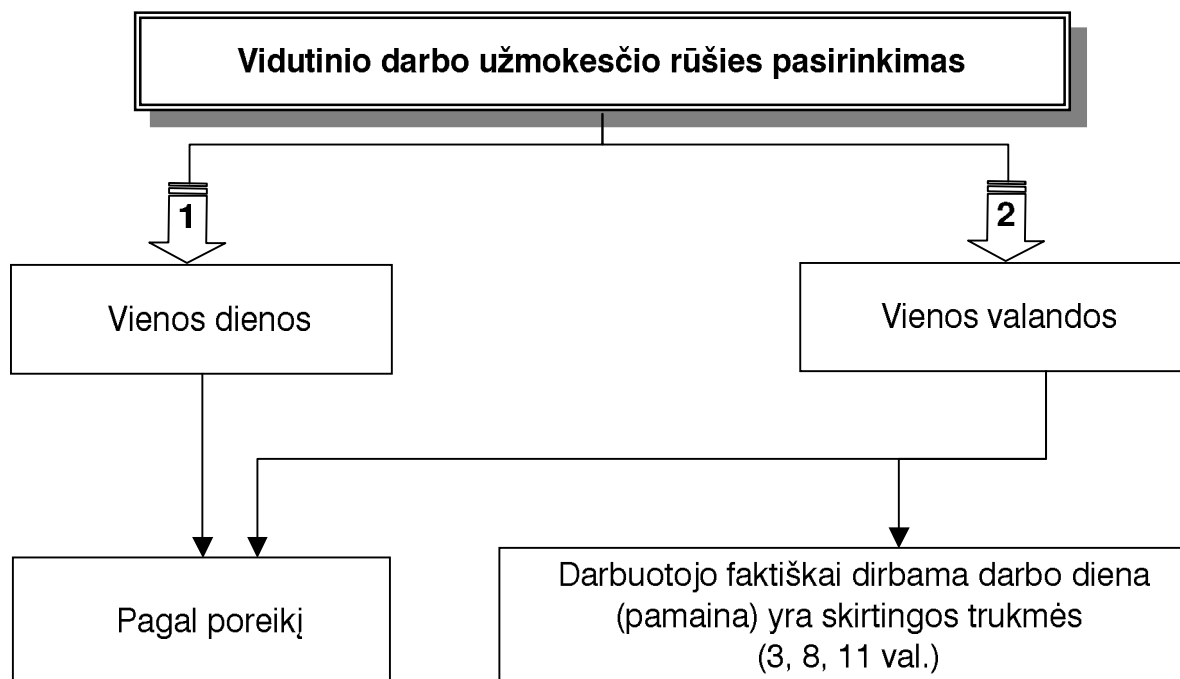 Vidutinio darbo užmokesčio rūšies pasirinkimas
1
2
Vienos dienos
Vienos valandos
Pagal poreikį
Darbuotojo faktiškai dirbama darbo diena
(pamaina) yra skirtingos trukmės
(3, 8, 11 val.)